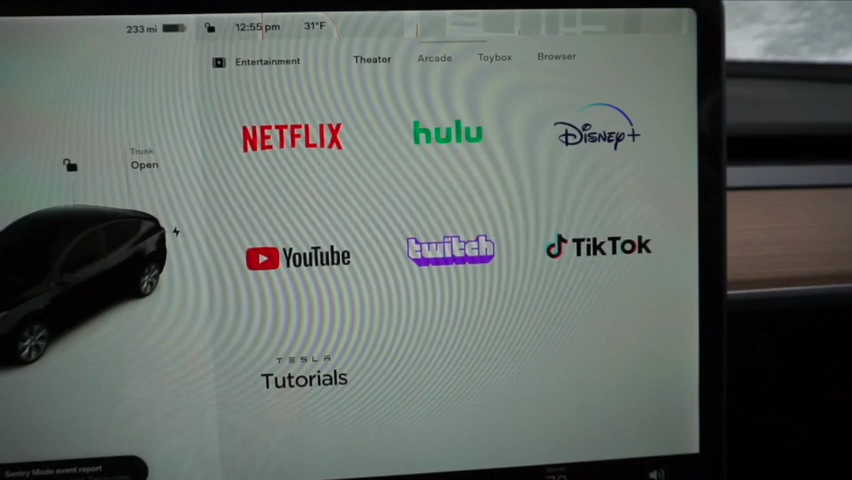 233 mi
12:55 pm
31°F
Entertainment
Theater
Arcade
Toybox
Browser
Trunk
Open
NETFLIX
hulu
Disney+
YouTube
twitch
TikTok
TESLA
Tutorials
Sentry Mode event report